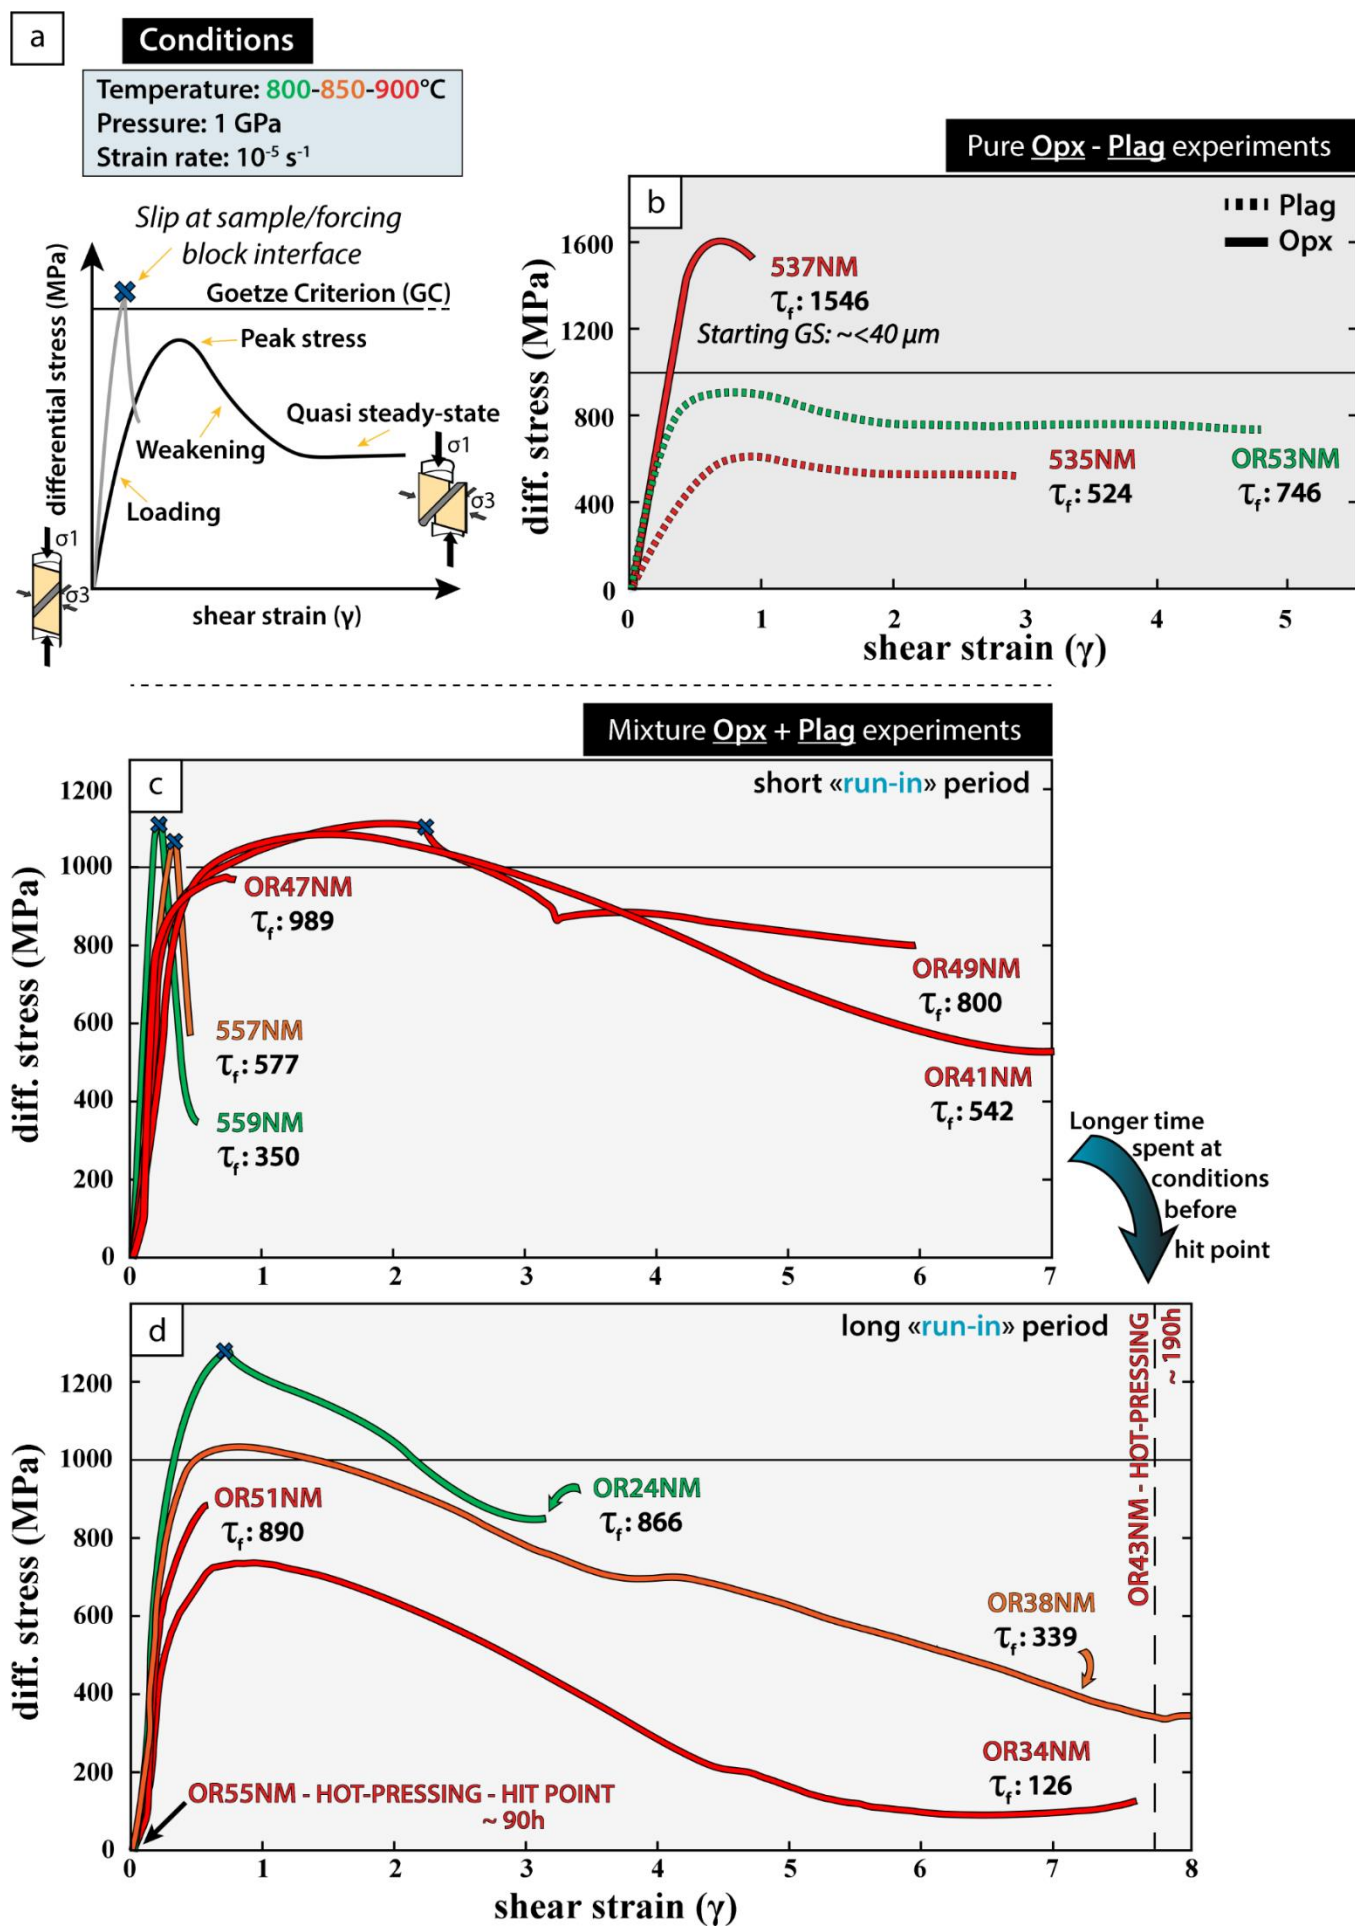 a
Conditions
Temperature: 800-850-900°C
Pressure: 1 GPa
Strain rate: 10⁻⁵ s⁻¹
Slip at sample/forcing
block interface
Goetze Criterion (GC)
Peak stress
Quasi steady-state
Weakening
Loading
σ1
σ3
σ1
σ3
differential stress (MPa)
shear strain (γ)
Pure Opx - Plag experiments
b
Plag
Opx
1600
1200
800
400
0
537NM
τf: 1546
Starting GS: ~<40 µm
535NM
τf: 524
OR53NM
τf: 746
diff. stress (MPa)
0 1 2 3 4 5
shear strain (γ)
Mixture Opx + Plag experiments
c
short «run-in» period
1200
1000
800
600
400
200
0
OR47NM
τf: 989
557NM
τf: 577
559NM
τf: 350
OR49NM
τf: 800
OR41NM
τf: 542
diff. stress (MPa)
0 1 2 3 4 5 6 7
Longer time
spent at
conditions
before
hit point
d
long «run-in» period
1200
1000
800
600
400
200
0
OR51NM
τf: 890
OR24NM
τf: 866
OR38NM
τf: 339
OR34NM
τf: 126
OR55NM - HOT-PRESSING - HIT POINT
~ 90h
OR43NM - HOT-PRESSING
~ 190h
diff. stress (MPa)
0 1 2 3 4 5 6 7 8
shear strain (γ)